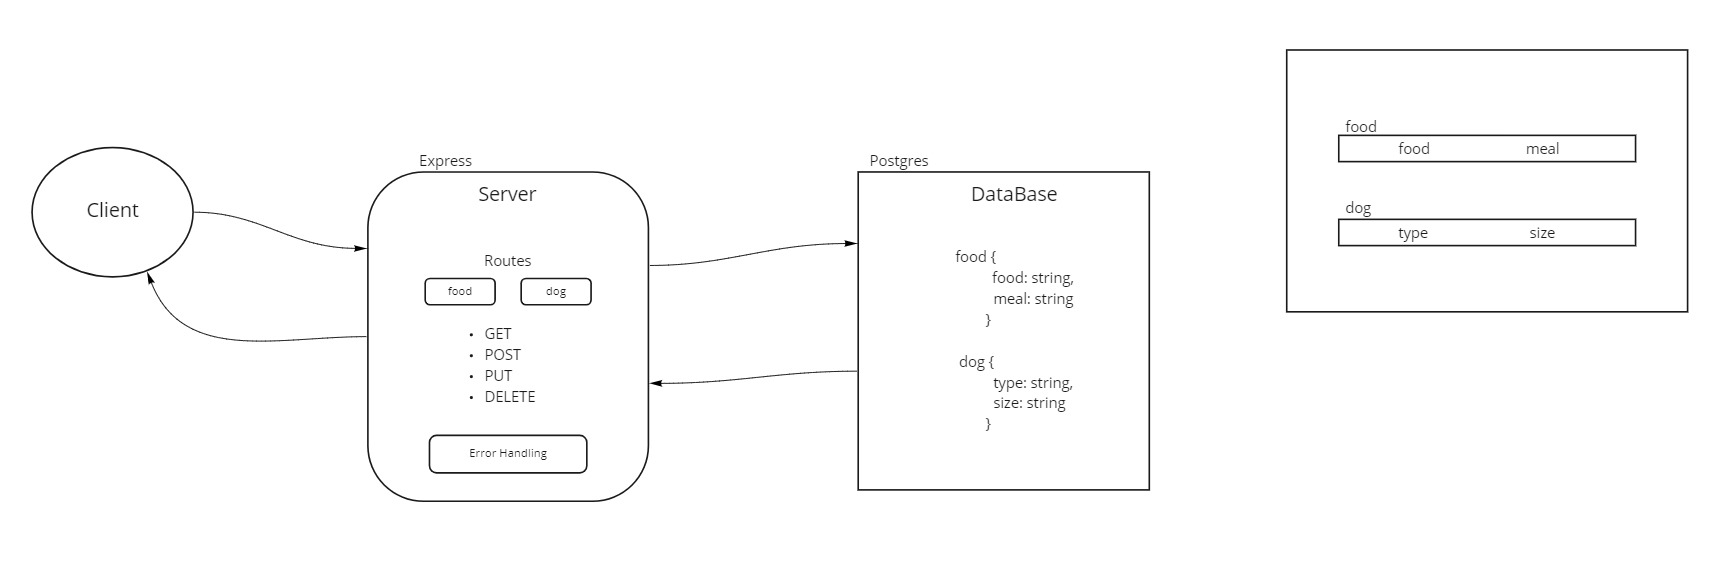 Client
Express
Server
Routes
food dog
• GET
• POST
• PUT
• DELETE
Error Handling
Postgres
DataBase
food {
food: string,
meal: string
}
dog {
type: string,
size: string
}
food
food meal
dog
type size